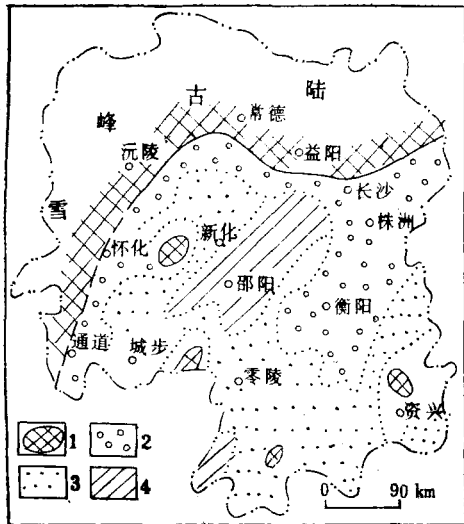 雪峰古陆
常德
沅陵
益阳
长沙
株洲
新化
怀化
邵阳
衡阳
通道
城步
零陵
资兴
1
2
3
4
0 90 km